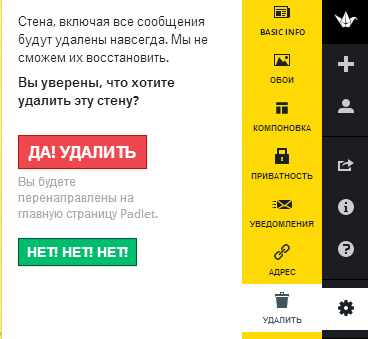 Стена, включая все сообщения
будут удалены навсегда. Мы не
сможем их восстановить.
Вы уверены, что хотите
удалить эту стену?
ДА! УДАЛИТЬ
Вы будете
перенаправлены на
главную страницу Padlet.
НЕТ! НЕТ! НЕТ!
BASIC INFO
ОБОИ
КОМПОНОВКА
ПРИВАТНОСТЬ
УВЕДОМЛЕНИЯ
АДРЕС
УДАЛИТЬ